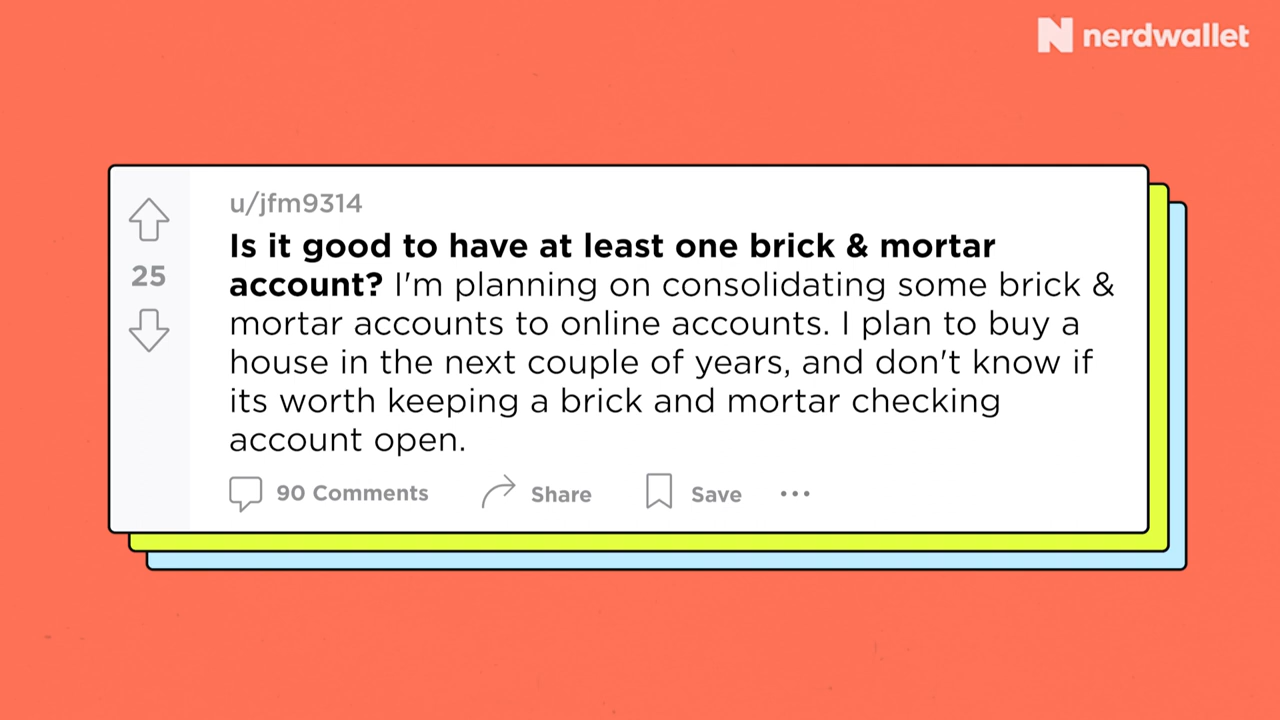 nerdwallet
u/jfm9314
Is it good to have at least one brick & mortar
account? I'm planning on consolidating some brick &
mortar accounts to online accounts. I plan to buy a
house in the next couple of years, and don't know if
its worth keeping a brick and mortar checking
account open.
25
90 Comments Share Save